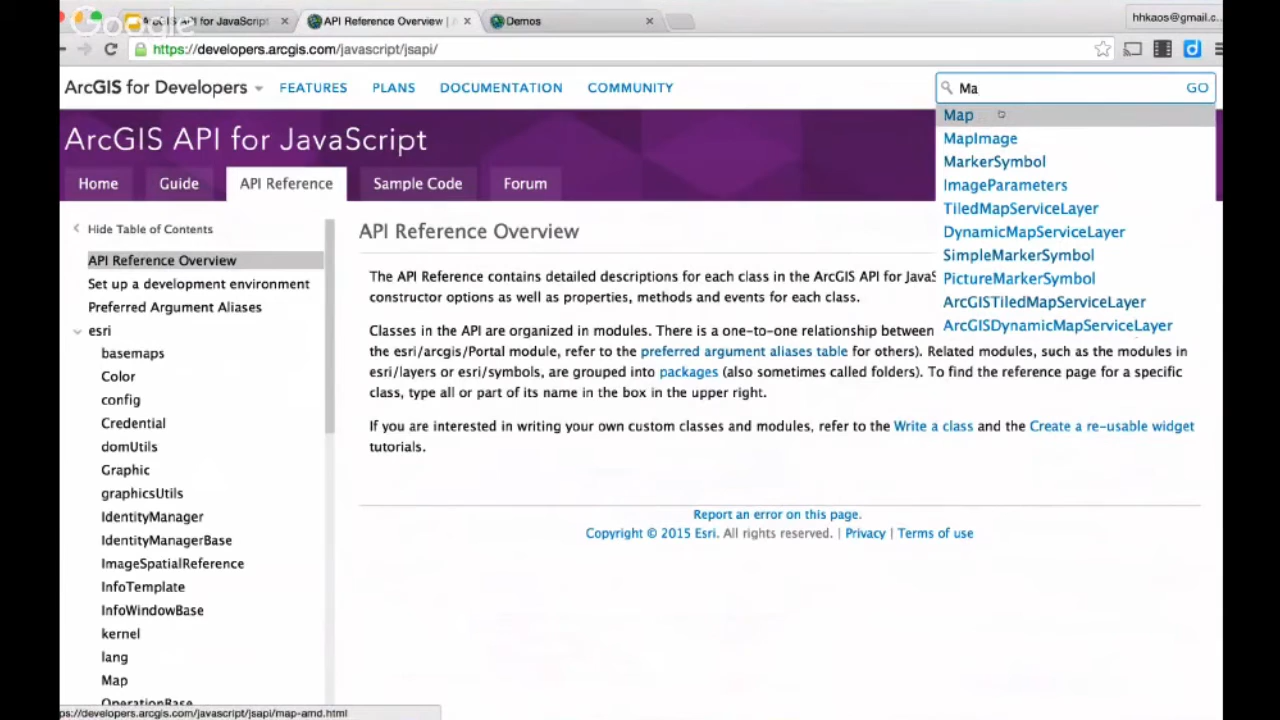 Google
GIS API for JavaScript
API Reference Overview |
Demos
hhkaos@gmail.c...
https://developers.arcgis.com/javascript/jsapi/
ArcGIS for Developers
FEATURES
PLANS
DOCUMENTATION
COMMUNITY
Ma
GO
Map
MapImage
MarkerSymbol
ImageParameters
TiledMapServiceLayer
DynamicMapServiceLayer
SimpleMarkerSymbol
PictureMarkerSymbol
ArcGISTiledMapServiceLayer
ArcGISDynamicMapServiceLayer
ArcGIS API for JavaScript
Home
Guide
API Reference
Sample Code
Forum
Hide Table of Contents
API Reference Overview
Set up a development environment
Preferred Argument Aliases
esri
basemaps
Color
config
Credential
domUtils
Graphic
graphicsUtils
IdentityManager
IdentityManagerBase
ImageSpatialReference
InfoTemplate
InfoWindowBase
kernel
lang
Map
OperationBase
API Reference Overview
The API Reference contains detailed descriptions for each class in the ArcGIS API for JavaS
constructor options as well as properties, methods and events for each class.
Classes in the API are organized in modules. There is a one-to-one relationship between
the esri/arcgis/Portal module, refer to the preferred argument aliases table for others). Related modules, such as the modules in
esri/layers or esri/symbols, are grouped into packages (also sometimes called folders). To find the reference page for a specific
class, type all or part of its name in the box in the upper right.
If you are interested in writing your own custom classes and modules, refer to the Write a class and the Create a re-usable widget
tutorials.
Report an error on this page.
Copyright © 2015 Esri. All rights reserved. | Privacy | Terms of use
ps://developers.arcgis.com/javascript/jsapi/map-amd.html